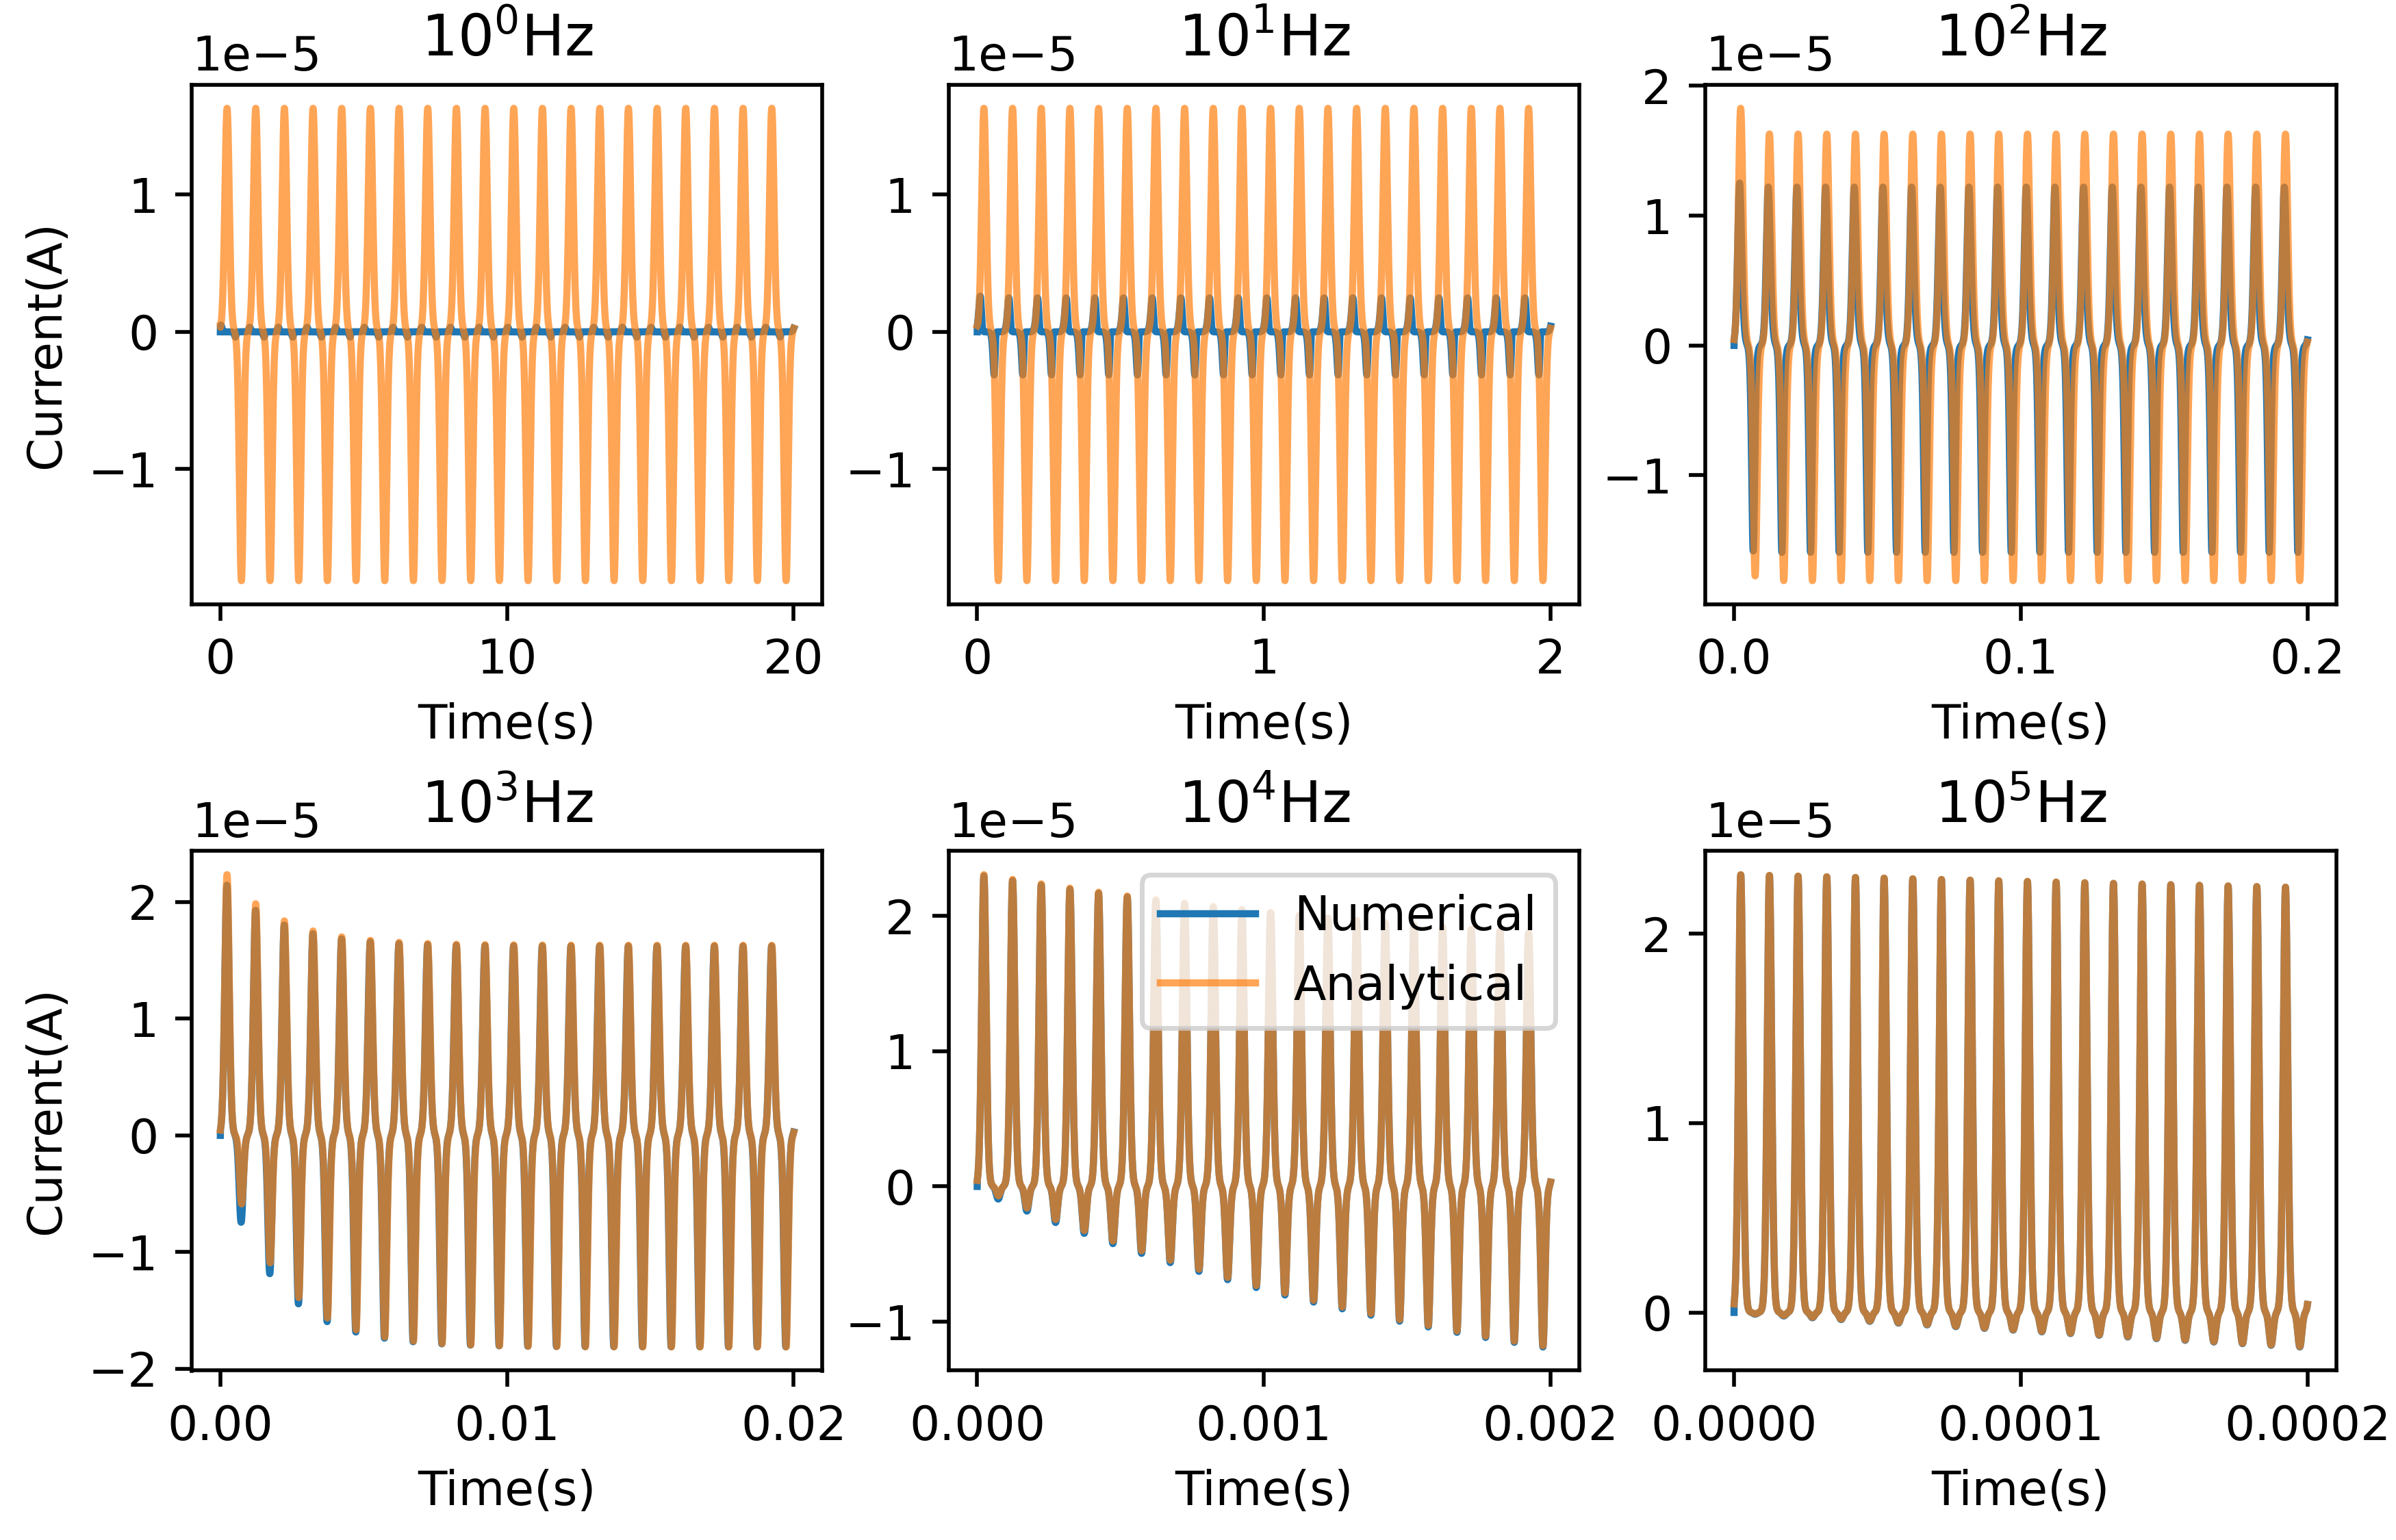 10⁰Hz
1e−5
Current(A)
1
0
−1
0 10 20
Time(s)
10¹Hz
1e−5
1
0
−1
0 1 2
Time(s)
10²Hz
1e−5
2
1
0
−1
0.0 0.1 0.2
Time(s)
10³Hz
1e−5
Current(A)
2
1
0
−1
−2
0.00 0.01 0.02
Time(s)
10⁴Hz
1e−5
Numerical
Analytical
2
1
0
−1
0.000 0.001 0.002
Time(s)
10⁵Hz
1e−5
2
1
0
0.0000 0.0001 0.0002
Time(s)